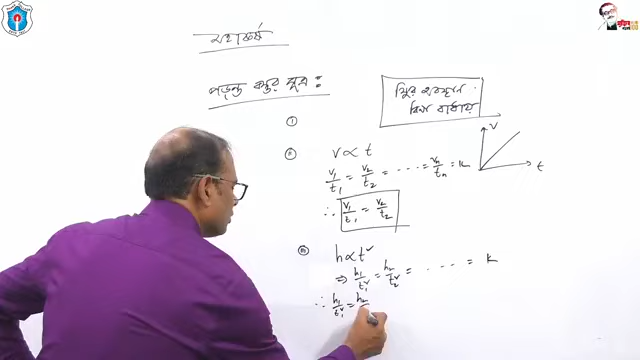 মহাকর্ষ
পড়ন্ত বস্তুর সূত্র :
স্থির অবস্থান
বিনা বাধায়
①
② v ∝ t
v₁/t₁ = v₂/t₂ = ..... = vₙ/tₙ = k
∴ v₁/t₁ = v₂/t₂
v
t
③ h ∝ t²
⇒ h₁/t₁² = h₂/t₂² = ..... = k
∴ h₁/t₁² = h₂